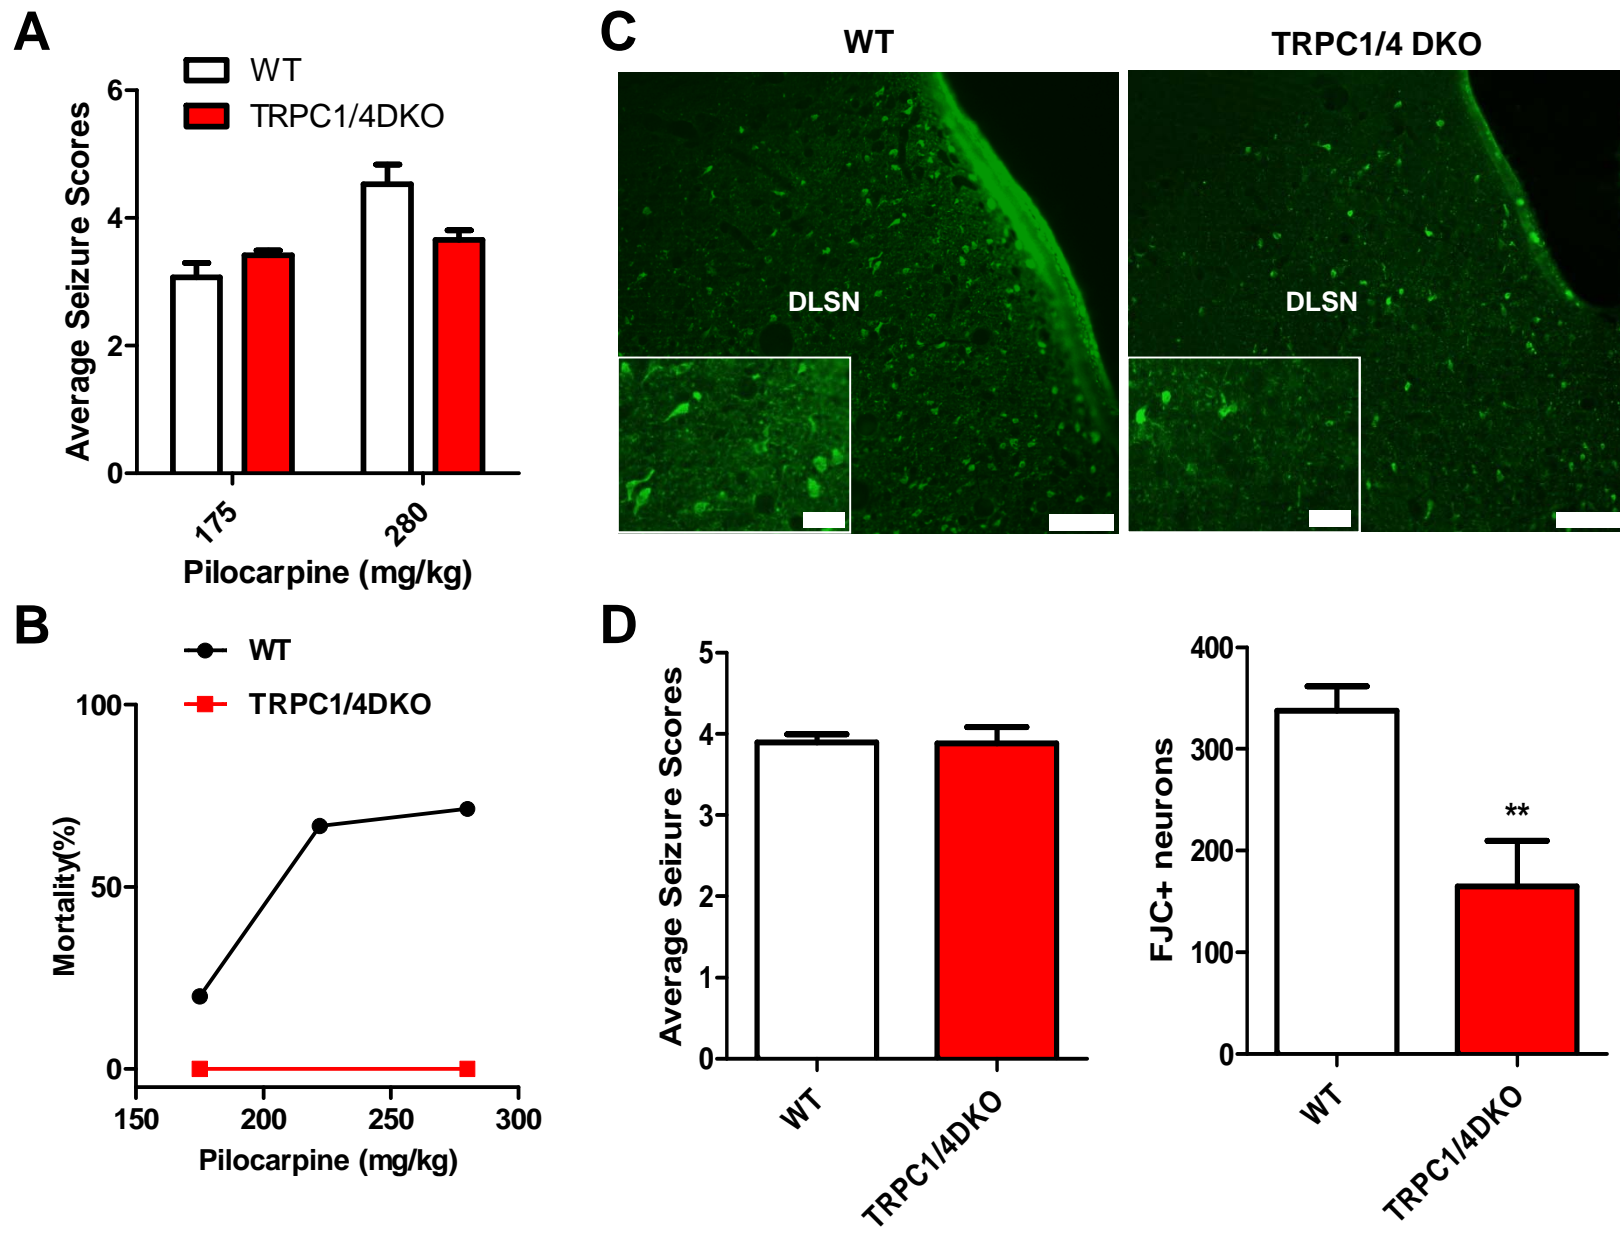 A
WT
TRPC1/4DKO
Average Seizure Scores
6
4
2
0
175
280
Pilocarpine (mg/kg)
B
WT
TRPC1/4DKO
Mortality(%)
100
50
0
150 200 250 300
Pilocarpine (mg/kg)
C
WT
TRPC1/4 DKO
DLSN
DLSN
D
Average Seizure Scores
5
4
3
2
1
0
WT
TRPC1/4DKO
FJC+ neurons
400
300
200
100
0
**
WT
TRPC1/4DKO